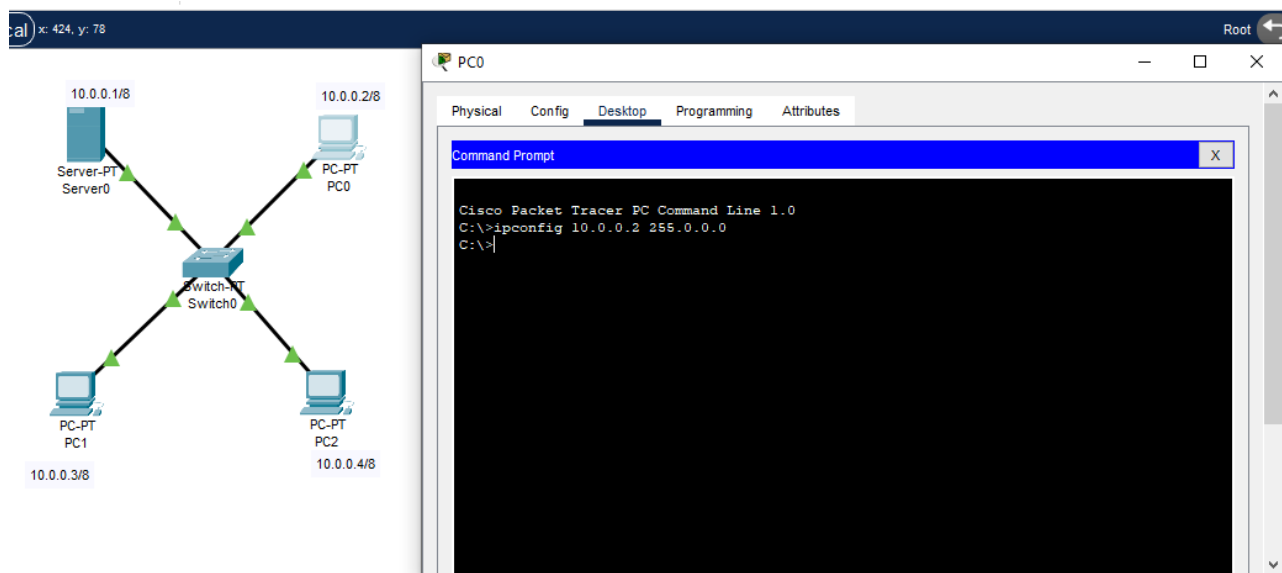 cal x: 424, y: 78
Root
10.0.0.1/8
Server-PT
Server0
10.0.0.2/8
PC-PT
PC0
Switch-PT
Switch0
PC-PT
PC1
10.0.0.3/8
PC-PT
PC2
10.0.0.4/8
PC0
Physical Config Desktop Programming Attributes
Command Prompt
X
Cisco Packet Tracer PC Command Line 1.0
C:\>ipconfig 10.0.0.2 255.0.0.0
C:\>